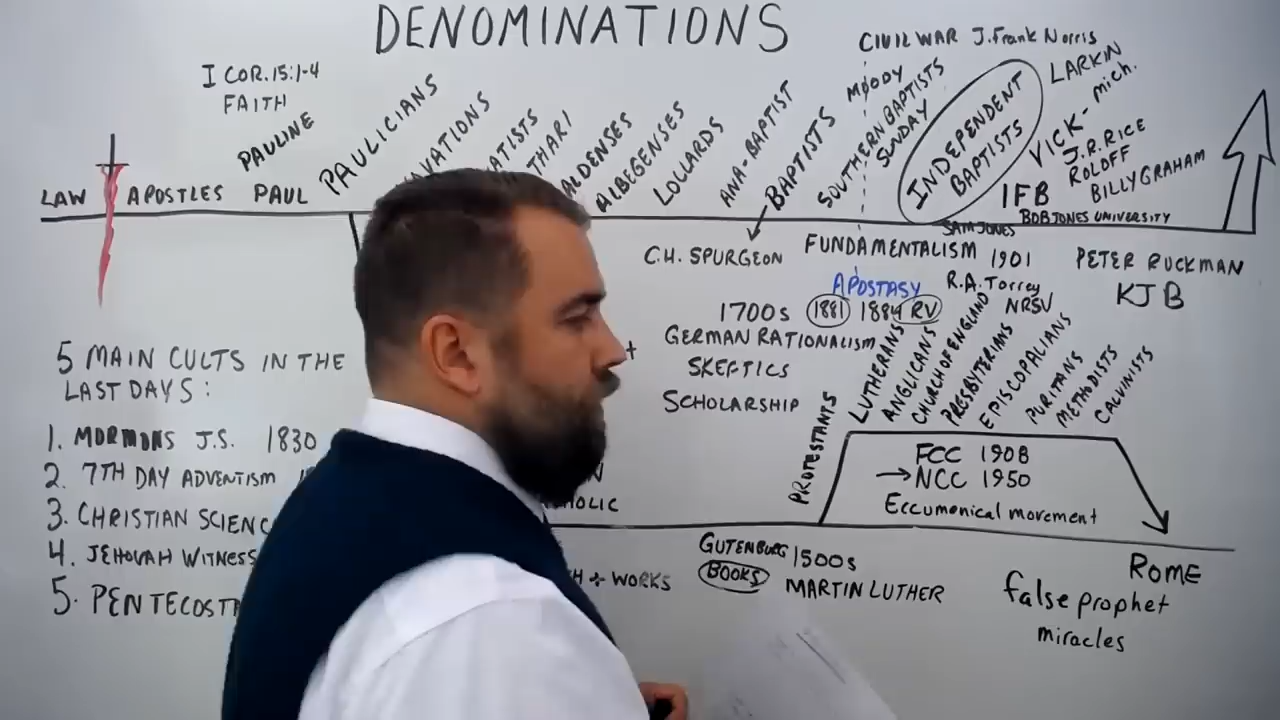 DENOMINATIONS
I COR. 15:1-4
FAITH
CIVIL WAR J. Frank Norris
LAW
APOSTLES
PAULINE
PAUL
PAULICIANS
ALBEGENSES
LOLLARDS
ANA-BAPTIST
BAPTISTS
MOODY
SOUTHERN BAPTISTS
SUNDAY
INDEPENDENT
BAPTISTS
LARKIN
VICK - mich.
J.R. RICE
ROLOFF
BILLY GRAHAM
IFB
BOB JONES UNIVERSITY
SAM JONES
C.H. SPURGEON
FUNDAMENTALISM 1901
PETER RUCKMAN
KJB
APOSTASY
R.A. Torrey
1700s 1881 1884 RV
NRSV
GERMAN RATIONALISM
SKEPTICS
SCHOLARSHIP
PROTESTANTS
LUTHERANS
ANGLICANS
CHURCH OF ENGLAND
PRESBYTERIANS
EPISCOPALIANS
PURITANS
METHODISTS
CALVINISTS
FCC 1908
→ NCC 1950
Eccumenical movement
5 MAIN CULTS IN THE
LAST DAYS:
1. MORMONS J.S. 1830
2. 7TH DAY ADVENTISM
3. CHRISTIAN SCIENC
4. JEHOVAH WITNESS
5. PENTECOST
+ WORKS
GUTENBURG 1500s
BOOKS
MARTIN LUTHER
ROME
false prophet
miracles